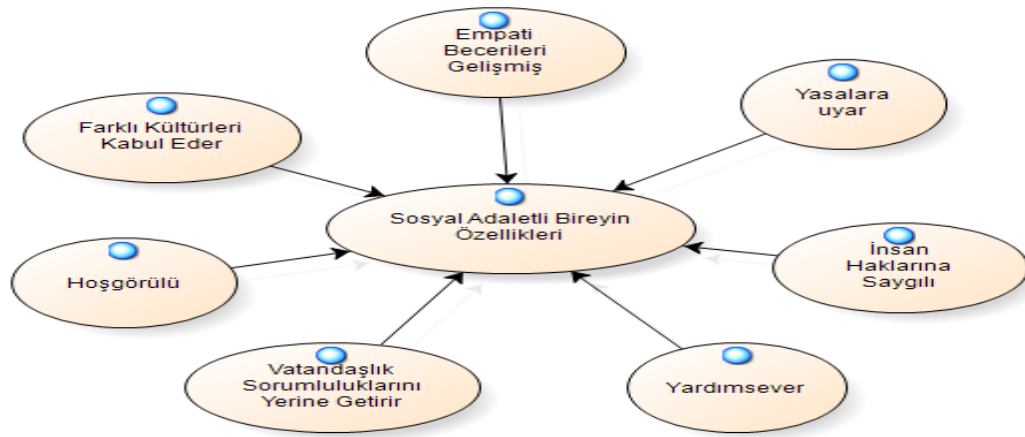 Empati
Becerileri
Gelişmiş
Yasalara
uyar
Farklı Kültürleri
Kabul Eder
Sosyal Adaletli Bireyin
Özellikleri
İnsan
Haklarına
Saygılı
Hoşgörülü
Vatandaşlık
Sorumluluklarını
Yerine Getirir
Yardımsever